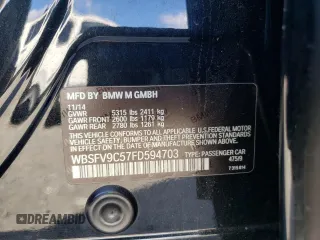 MFD BY BMW M GMBH
11/14
GVWR 5315 lbs 2411 kg
GAWR FRONT 2600 lbs 1179 kg
GAWR REAR 2780 lbs 1261 kg
THIS VEHICLE CONFORMS TO ALL APPLICABLE
U.S. FEDERAL MOTOR VEHICLE SAFETY, BUMPER,
AND THEFT PREVENTION STANDARDS IN EFFECT
ON THE DATE OF MANUFACTURE SHOWN ABOVE.
WBSFV9C57FD594703
TYPE: PASSENGER CAR
475/9
DREAMBID